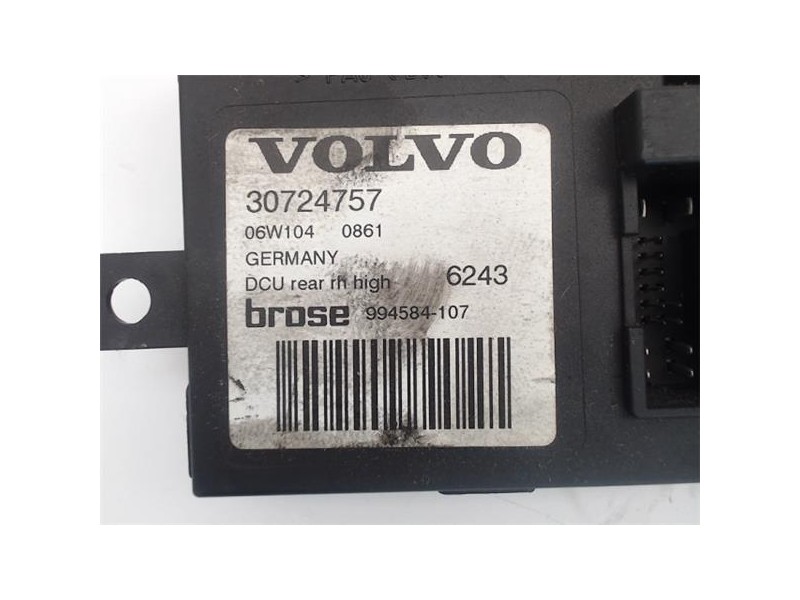 VOLVO
30724757
06W104 0861
GERMANY
DCU rear rh high 6243
brose 994584-107